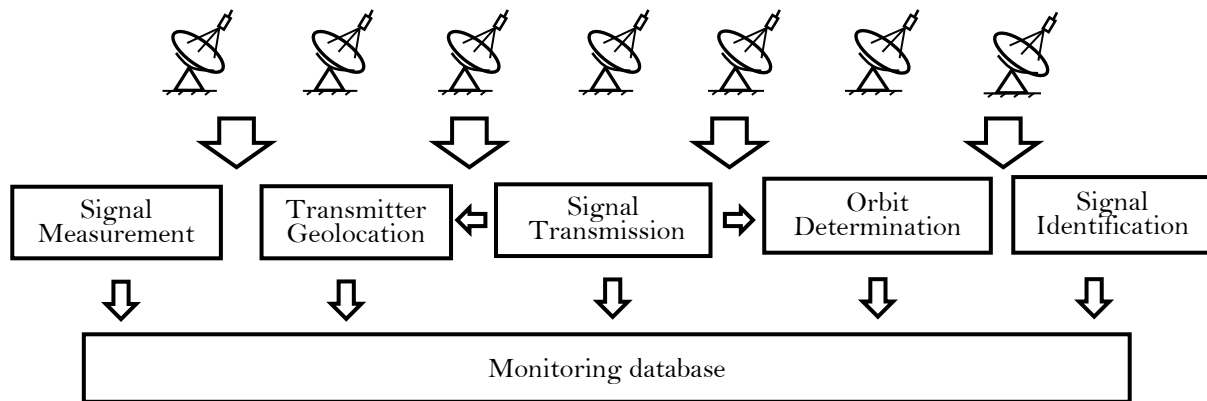 Signal
Measurement
Transmitter
Geolocation
Signal
Transmission
Orbit
Determination
Signal
Identification
Monitoring database